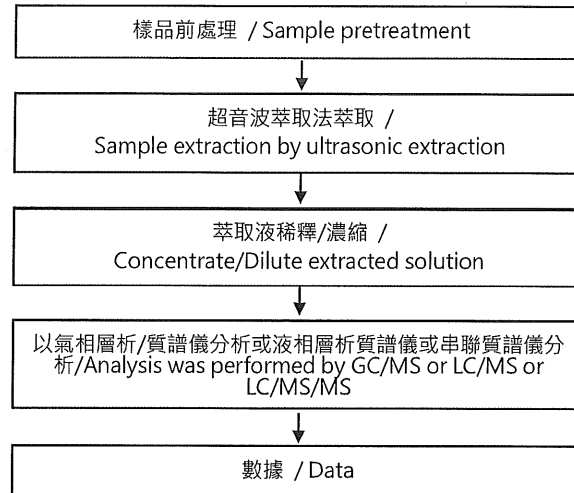 樣品前處理 / Sample pretreatment
超音波萃取法萃取 /
Sample extraction by ultrasonic extraction
萃取液稀釋/濃縮 /
Concentrate/Dilute extracted solution
以氣相層析/質譜儀分析或液相層析質譜儀或串聯質譜儀分
析/Analysis was performed by GC/MS or LC/MS or
LC/MS/MS
數據 / Data